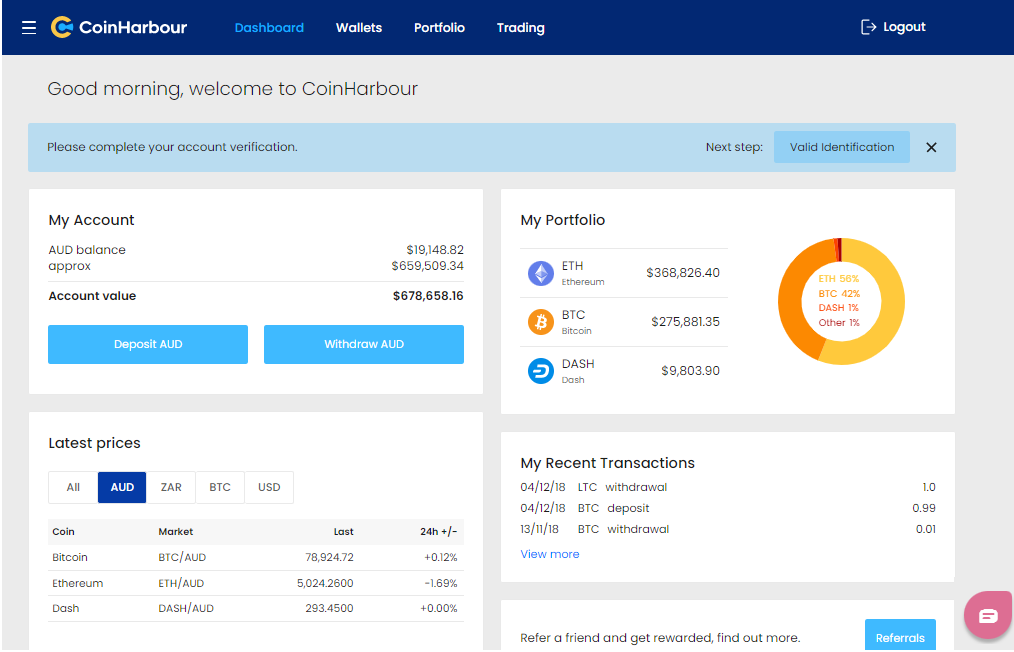 CoinHarbour Dashboard Wallets Portfolio Trading Logout
Good morning, welcome to CoinHarbour
Please complete your account verification. Next step: Valid Identification
My Account
AUD balance $19,148.82
approx $659,509.34
Account value $678,658.16
Deposit AUD Withdraw AUD
My Portfolio
ETH $368,826.40
Ethereum
BTC $275,881.35
Bitcoin
DASH $9,803.90
Dash
ETH 56%
BTC 42%
DASH 1%
Other 1%
Latest prices
All AUD ZAR BTC USD
Coin Market Last 24h +/-
Bitcoin BTC/AUD 78,924.72 +0.12%
Ethereum ETH/AUD 5,024.2600 -1.69%
Dash DASH/AUD 293.4500 +0.00%
My Recent Transactions
04/12/18 LTC withdrawal 1.0
04/12/18 BTC deposit 0.99
13/11/18 BTC withdrawal 0.01
View more
Refer a friend and get rewarded, find out more. Referrals